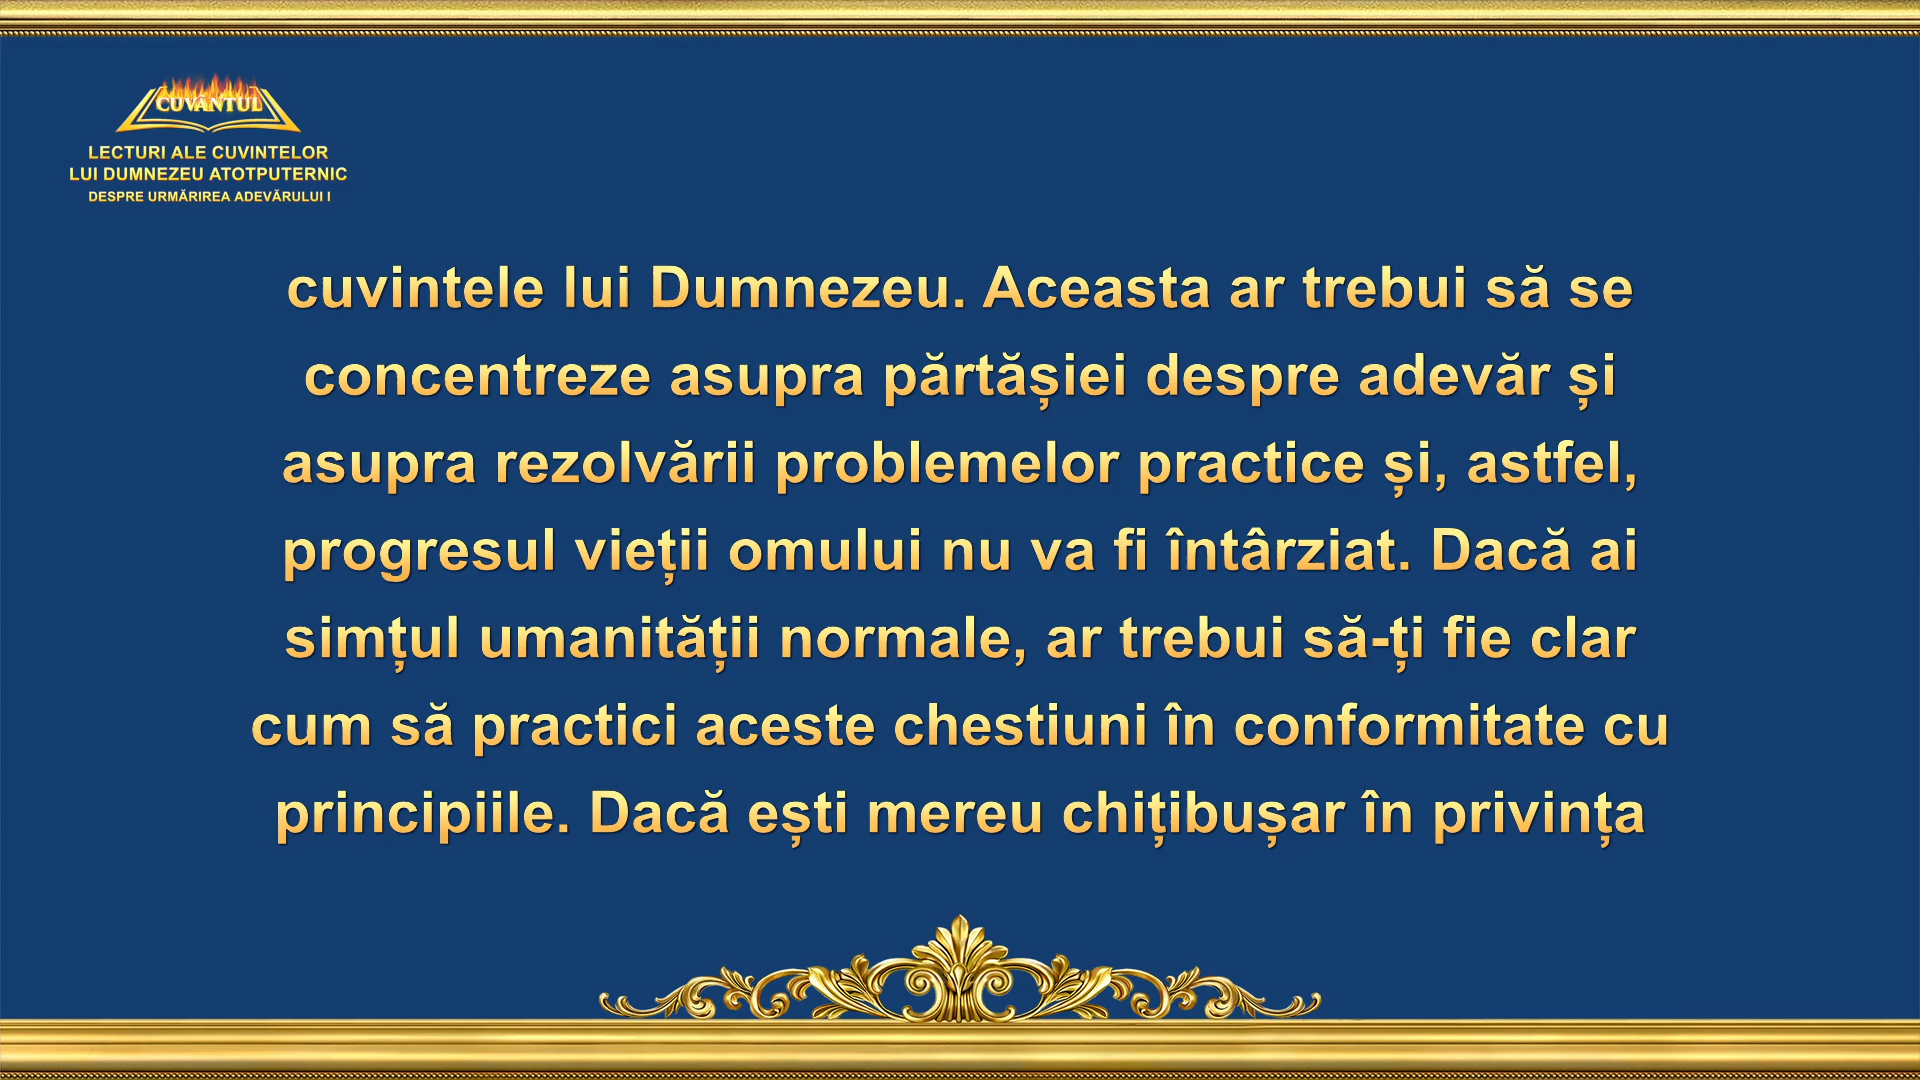 CUVÂNTUL
LECTURI ALE CUVINTELOR
LUI DUMNEZEU ATOTPUTERNIC
DESPRE URMĂRIREA ADEVĂRULUI I
cuvintele lui Dumnezeu. Aceasta ar trebui să se
concentreze asupra părtășiei despre adevăr și
asupra rezolvării problemelor practice și, astfel,
progresul vieții omului nu va fi întârziat. Dacă ai
simțul umanității normale, ar trebui să-ți fie clar
cum să practici aceste chestiuni în conformitate cu
principiile. Dacă ești mereu chițibușar în privința